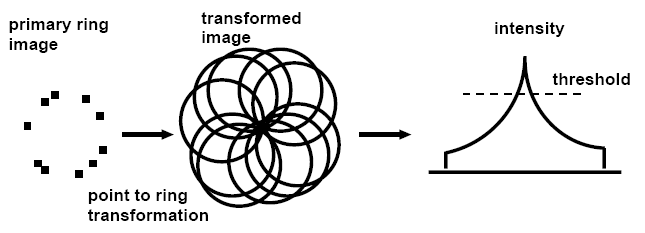 primary ring
image
transformed
image
intensity
threshold
point to ring
transformation